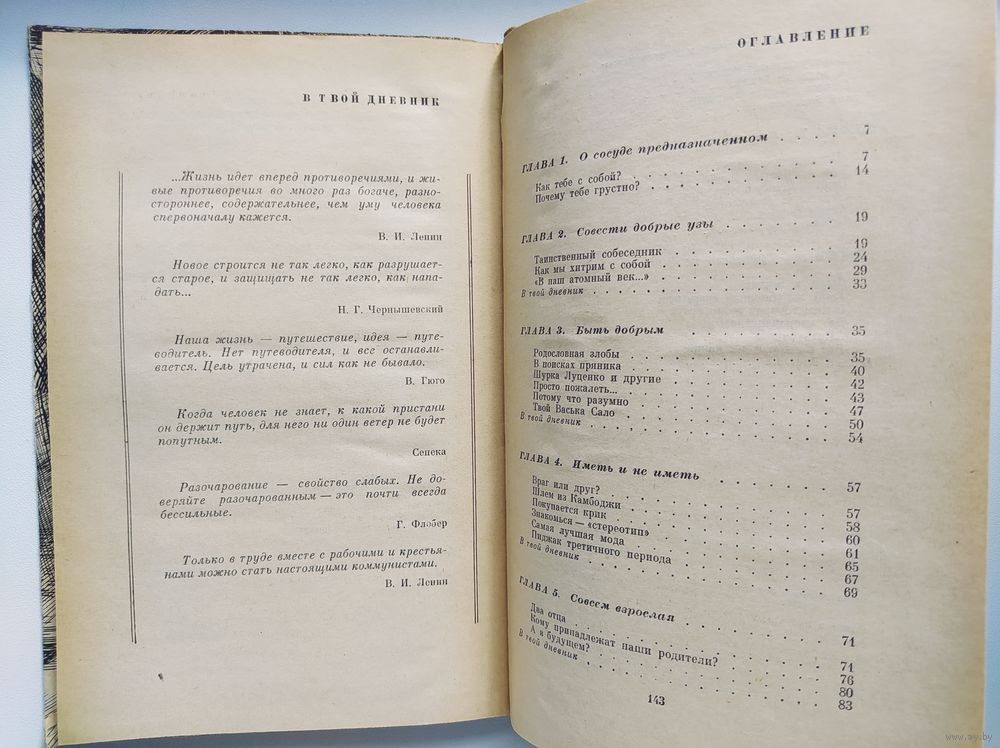 В ТВОЙ ДНЕВНИК
...Жизнь идет вперед противоречиями, и жи-
вые противоречия во много раз богаче, разно-
стороннее, содержательнее, чем уму человека
спервоначалу кажется.
В. И. Ленин
Новое строится не так легко, как разрушает-
ся старое, и защищать не так легко, как напа-
дать...
Н. Г. Чернышевский
Наша жизнь — путешествие, идея — путе-
водитель. Нет путеводителя, и все останавли-
вается. Цель утрачена, и сил как не бывало.
В. Гюго
Когда человек не знает, к какой пристани
он держит путь, для него ни один ветер не будет
попутным.
Сенека
Разочарование — свойство слабых. Не до-
веряйте разочарованным — это почти всегда
бессильные.
Г. Флобер
Только в труде вместе с рабочими и крестья-
нами можно стать настоящими коммунистами.
В. И. Ленин
ОГЛАВЛЕНИЕ
ГЛАВА 1. О сосуде предназначенном . . . . 7
Как тебе с собой? . . . . . . . . 7
Почему тебе грустно? . . . . . . . . 14
ГЛАВА 2. Совести добрые узы . . . . . . 19
Таинственный собеседник . . . . . . . 19
Как мы хитрим с собой . . . . . . . 24
«В наш атомный век...» . . . . . . . 29
В твой дневник . . . . . . . . . 33
ГЛАВА 3. Быть добрым . . . . . . . 35
Родословная злобы . . . . . . . . 35
В поисках пряника . . . . . . . . 40
Шурка Луценко и другие . . . . . . . 42
Просто пожалеть... . . . . . . . . 43
Потому что разумно . . . . . . . . 47
Твой Васька Сало . . . . . . . . 50
В твой дневник . . . . . . . . . 54
ГЛАВА 4. Иметь и не иметь . . . . . . 57
Враг или друг? . . . . . . . . . 57
Шлем из Камбоджи . . . . . . . . 58
Покупается крик . . . . . . . . . 60
Знакомься — «стереотип» . . . . . . . 61
Самая лучшая мода . . . . . . . . 65
Пиджак третичного периода . . . . . . 67
В твой дневник . . . . . . . . . 69
ГЛАВА 5. Совсем взрослая . . . . . . 71
Два отца . . . . . . . . . . 71
Кому принадлежат наши родители? . . . . 76
А в будущем? . . . . . . . . . 80
В твой дневник . . . . . . . . . 83
143
www.ay.by